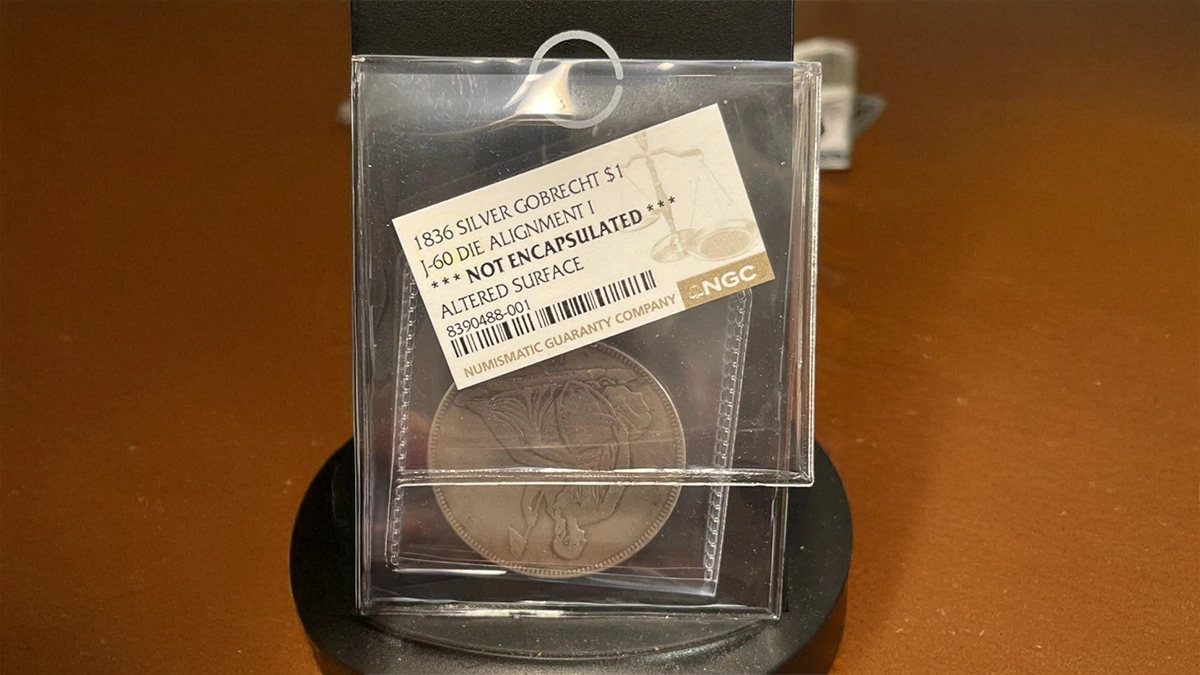 1836 SILVER GOBRECHT $1
J-60 DIE ALIGNMENT I
*** NOT ENCAPSULATED ***
ALTERED SURFACE
8390488-001
NUMISMATIC GUARANTY COMPANY
NGC